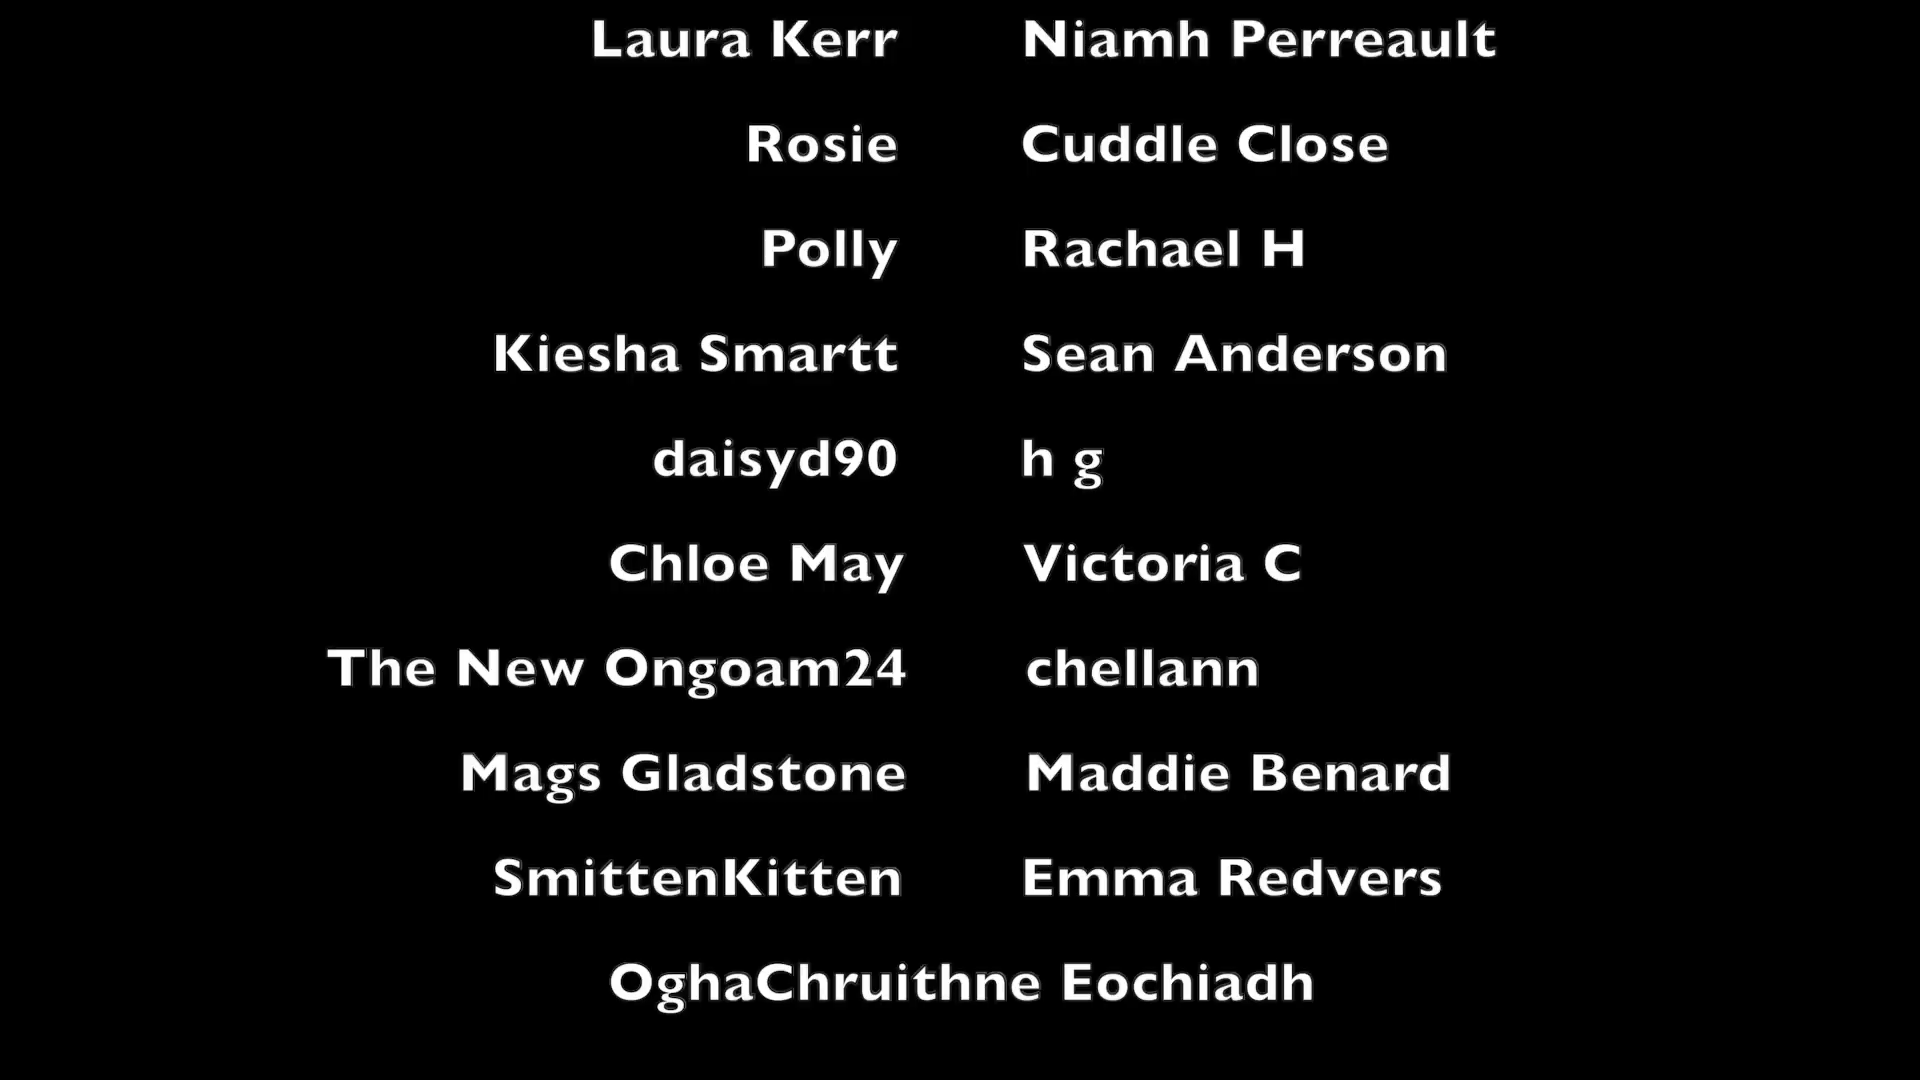 Laura Kerr Niamh Perreault
Rosie Cuddle Close
Polly Rachael H
Kiesha Smartt Sean Anderson
daisyd90 h g
Chloe May Victoria C
The New Ongoam24 chellann
Mags Gladstone Maddie Benard
SmittenKitten Emma Redvers
OghaChruithne Eochiadh